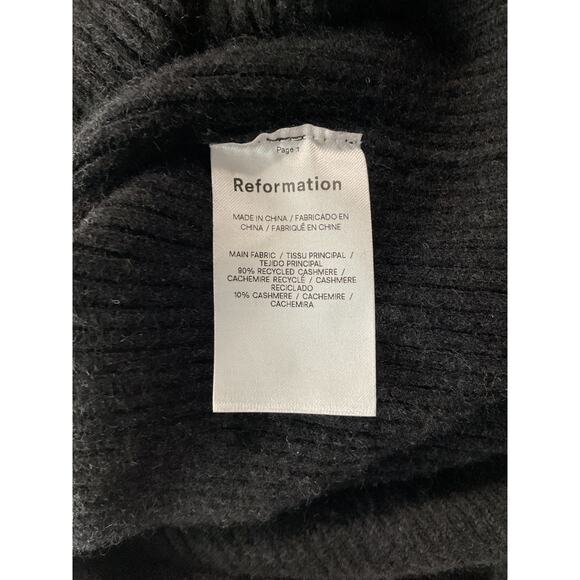 Page 1
Reformation
MADE IN CHINA / FABRICADO EN
CHINA / FABRIQUÉ EN CHINE
MAIN FABRIC / TISSU PRINCIPAL /
TEJIDO PRINCIPAL
90% RECYCLED CASHMERE /
CACHEMIRE RECYCLÉ / CASHMERE
RECICLADO
10% CASHMERE / CACHEMIRE /
CACHEMIRA